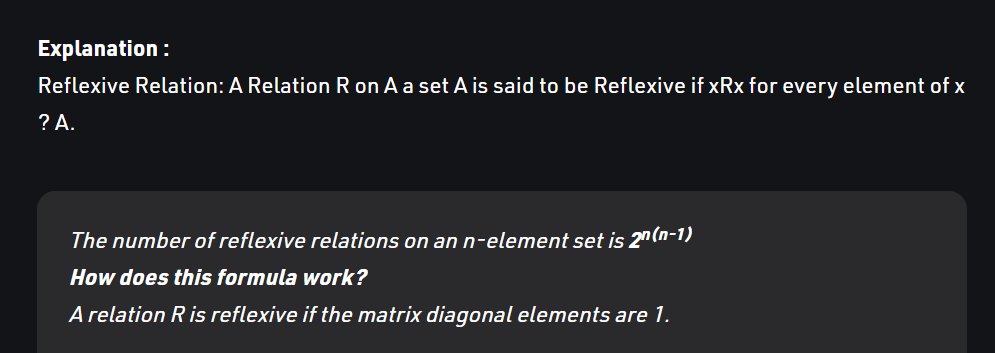 Explanation :
Reflexive Relation: A Relation R on A a set A is said to be Reflexive if xRx for every element of x
? A.
The number of reflexive relations on an n-element set is 2ⁿ⁽ⁿ⁻¹⁾
How does this formula work?
A relation R is reflexive if the matrix diagonal elements are 1.